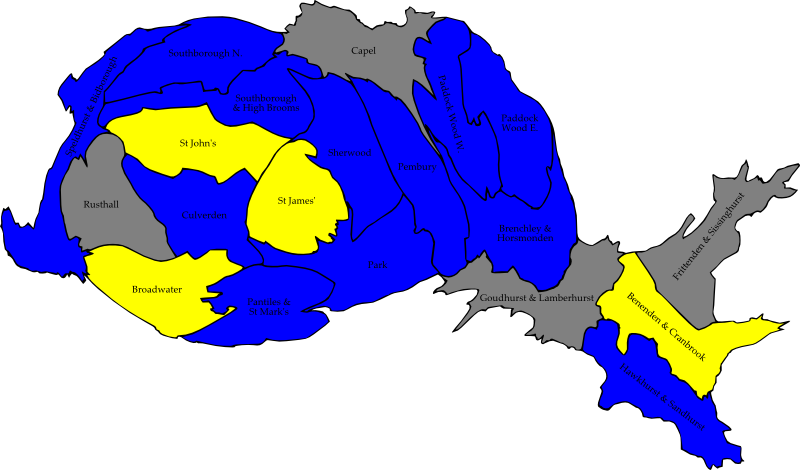 Capel
Southborough N.
Speldhurst & Bidborough
Southborough
& High Brooms
Paddock Wood W.
Paddock
Wood E.
St John's
Sherwood
Pembury
Rusthall
St James'
Culverden
Brenchley &
Horsmonden
Frittenden & Sissinghurst
Park
Broadwater
Pantiles &
St Mark's
Goudhurst & Lamberhurst
Benenden & Cranbrook
Hawkhurst & Sandhurst